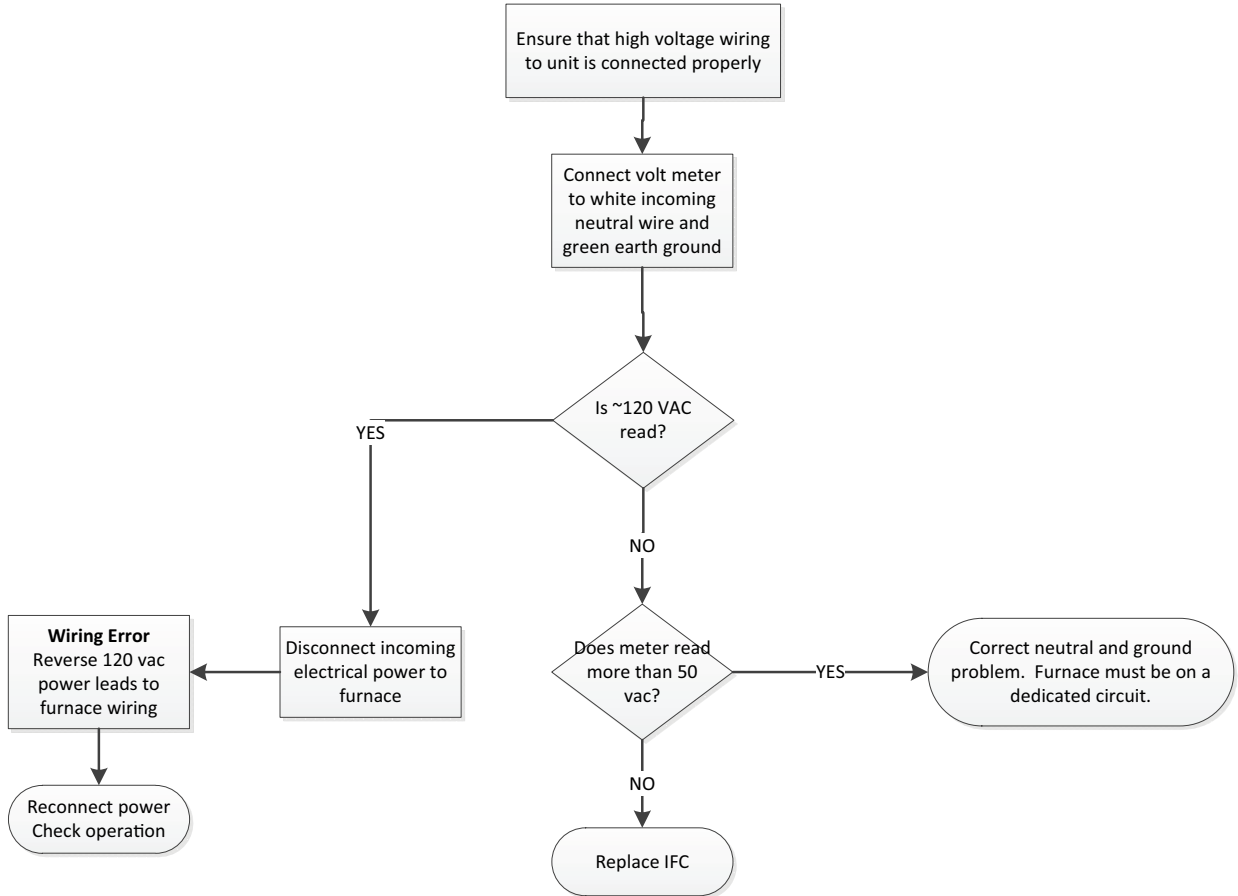 Ensure that high voltage wiring
to unit is connected properly
Connect volt meter
to white incoming
neutral wire and
green earth ground
Is ~120 VAC
read?
YES
NO
Wiring Error
Reverse 120 vac
power leads to
furnace wiring
Disconnect incoming
electrical power to
furnace
Does meter read
more than 50
vac?
YES
Correct neutral and ground
problem. Furnace must be on a
dedicated circuit.
NO
Reconnect power
Check operation
Replace IFC